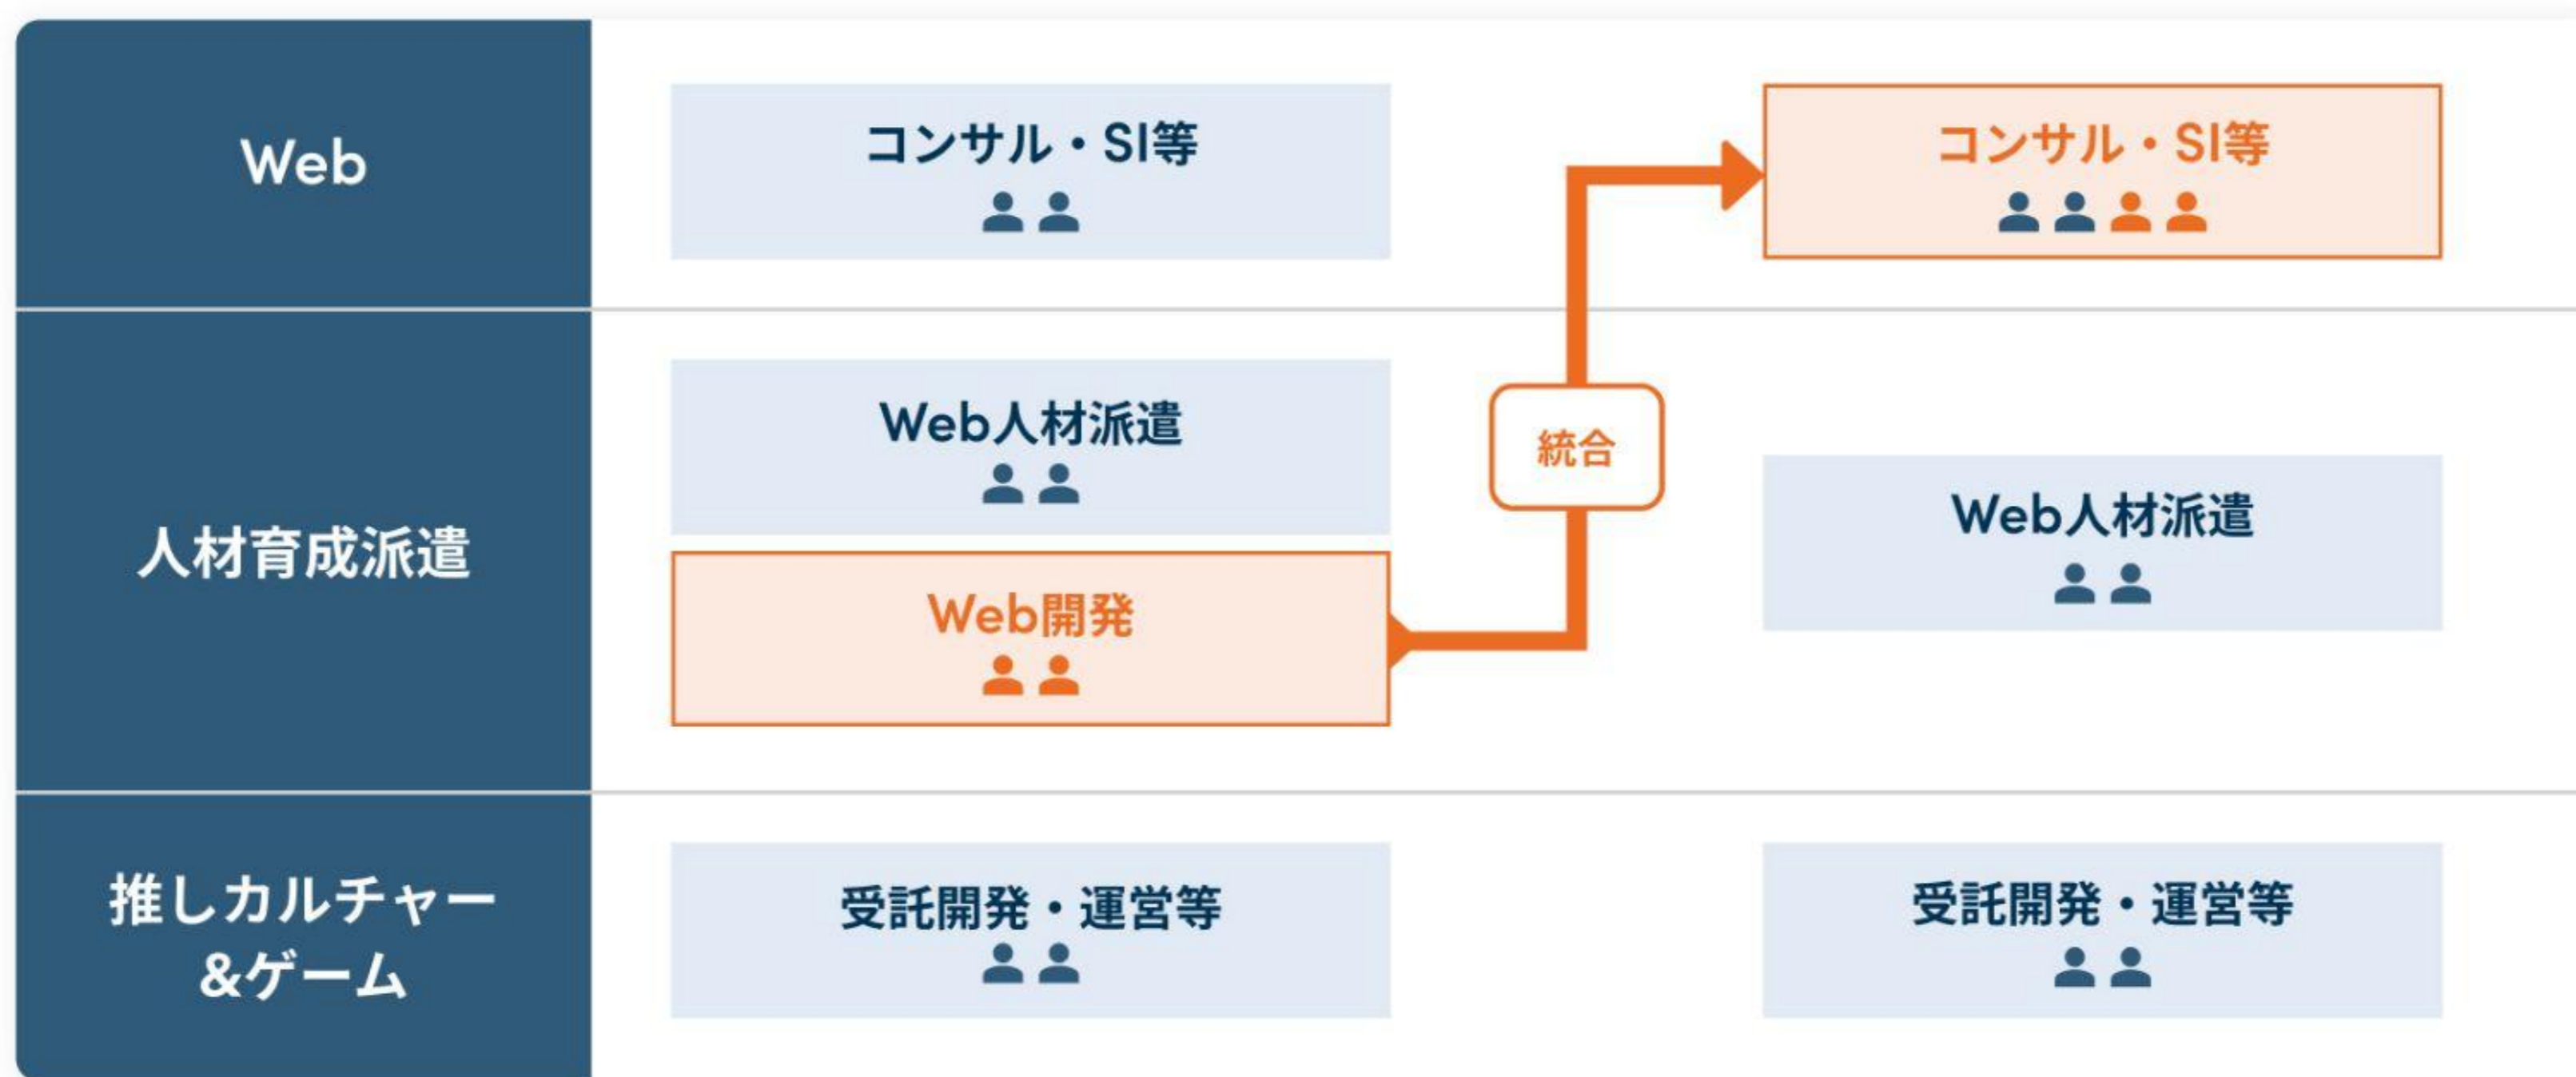 Web
コンサル・SI等
コンサル・SI等
人材育成派遣
Web人材派遣
Web開発
統合
Web人材派遣
推しカルチャー
&ゲーム
受託開発・運営等
受託開発・運営等